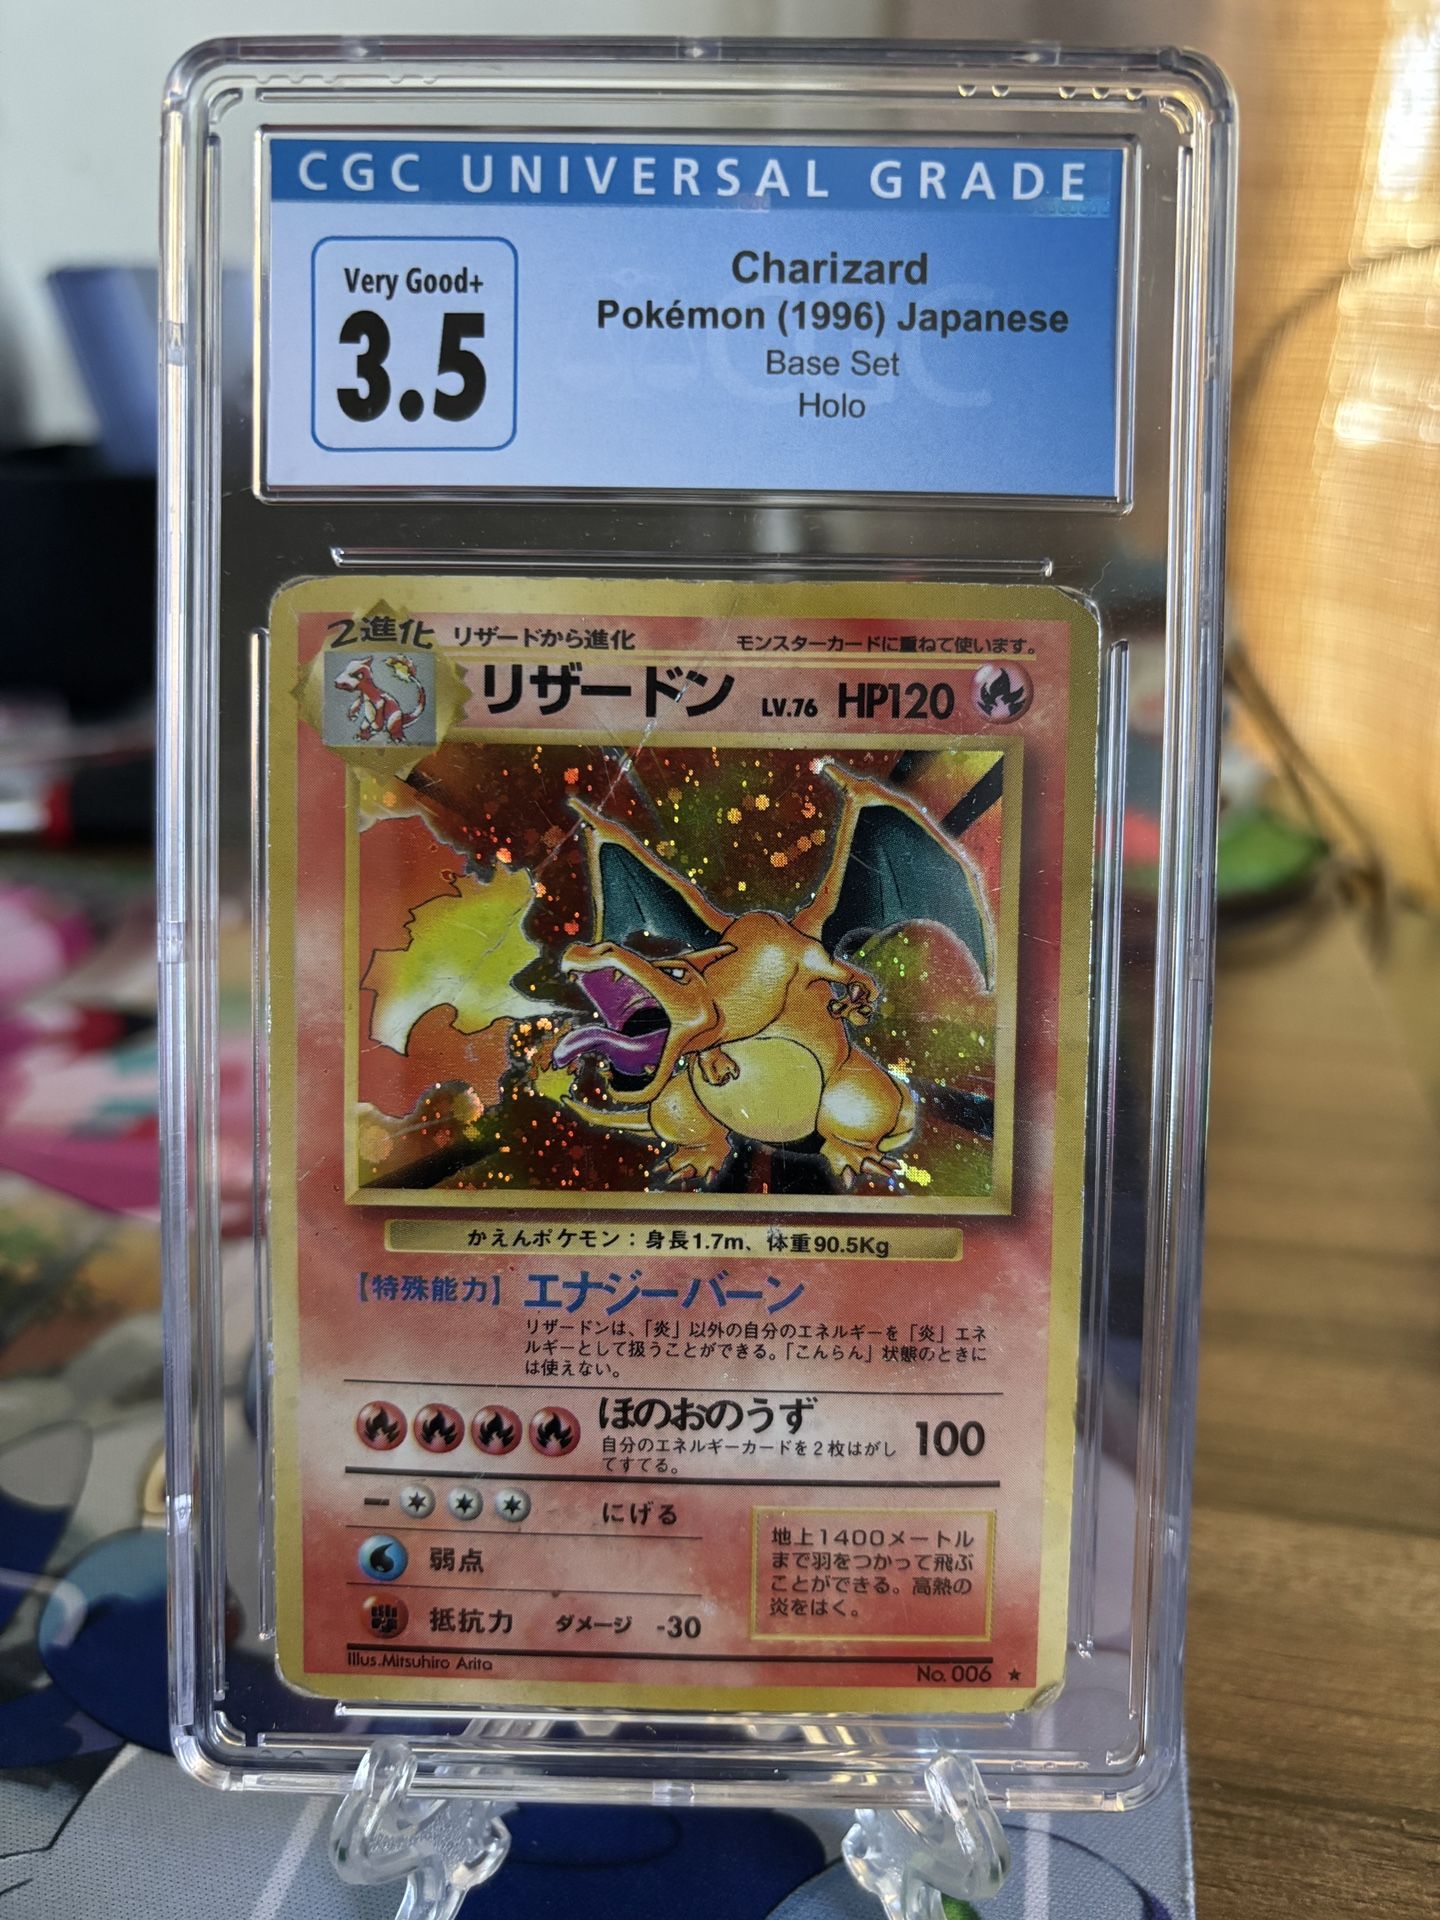 CGC UNIVERSAL GRADE
Very Good+
3.5
Charizard
Pokémon (1996) Japanese
Base Set
Holo
2進化 リザードから進化 モンスターカードに重ねて使います。
リザードン LV.76 HP120
かえんポケモン：身長1.7m、体重90.5Kg
【特殊能力】 エナジーバーン
リザードンは、「炎」以外の自分のエネルギーを「炎」エネ
ルギーとして扱うことができる。「こんらん」状態のときに
は使えない。
ほのおのうず 100
自分のエネルギーカードを2枚はがし
てすてる。
にげる
弱点
抵抗力 ダメージ -30
地上1400メートル
まで羽をつかって飛ぶ
ことができる。高熱の
炎をはく。
Illus.Mitsuhiro Arita
No.006 ★